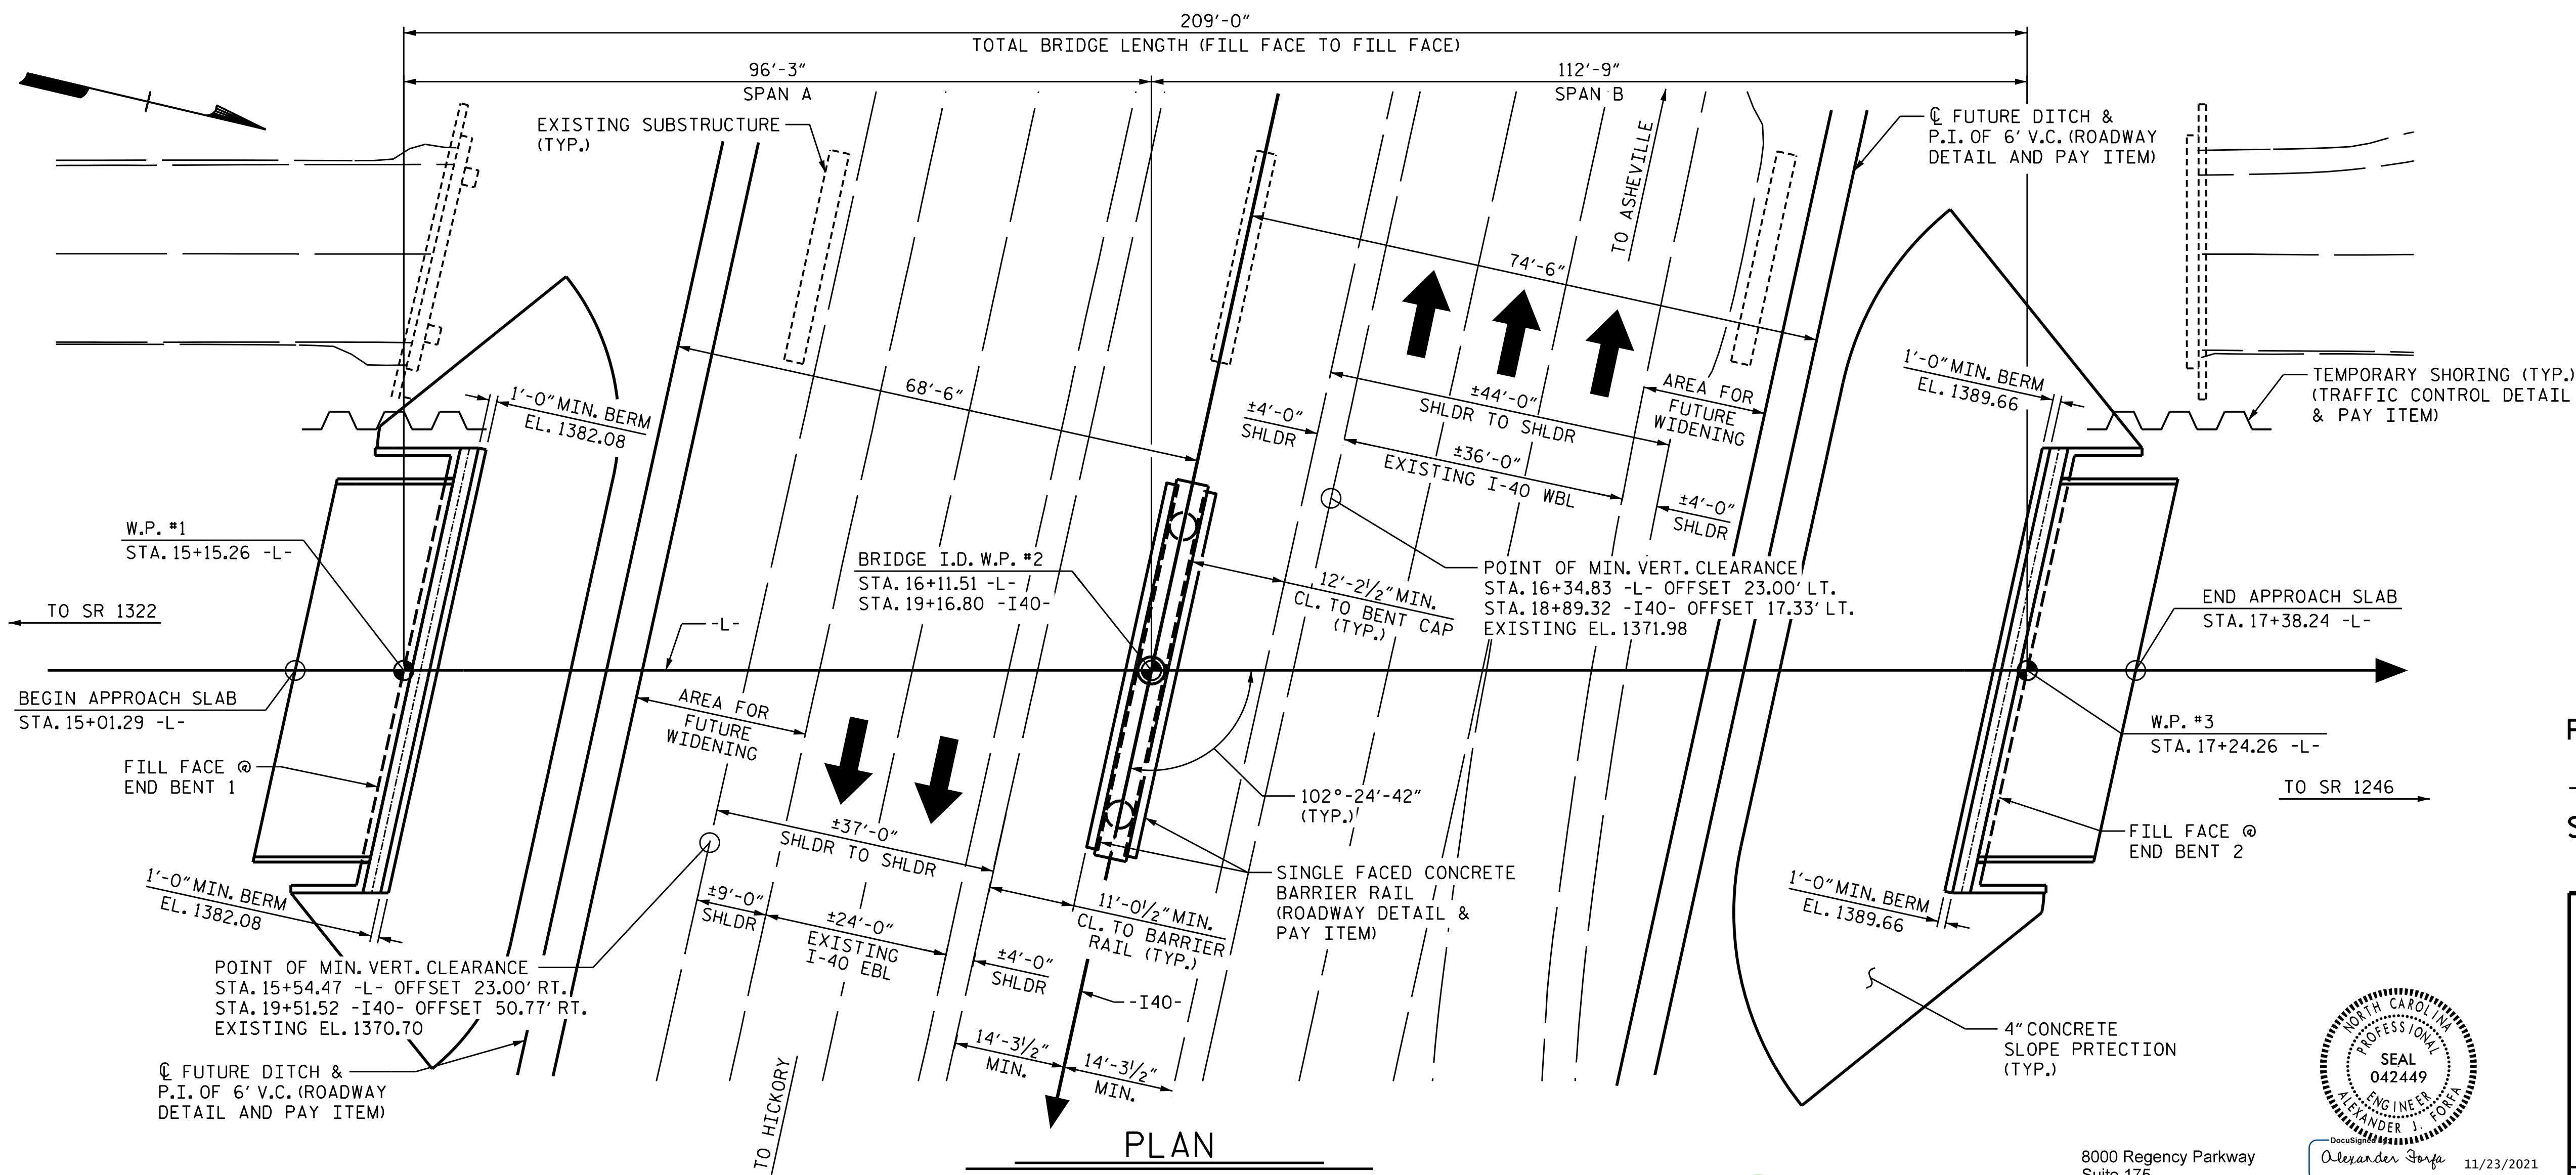 209'-0"
TOTAL BRIDGE LENGTH (FILL FACE TO FILL FACE)
96'-3"
SPAN A
112'-9"
SPAN B
EXISTING SUBSTRUCTURE
(TYP.)
TO ASHEVILLE
℄ FUTURE DITCH &
P.I. OF 6' V.C. (ROADWAY
DETAIL AND PAY ITEM)
74'-6"
68'-6"
1'-0" MIN. BERM
EL. 1382.08
±4'-0"
SHLDR
±44'-0"
SHLDR TO SHLDR
±36'-0"
EXISTING I-40 WBL
AREA FOR
FUTURE
WIDENING
±4'-0"
SHLDR
1'-0" MIN. BERM
EL. 1389.66
TEMPORARY SHORING (TYP.)
(TRAFFIC CONTROL DETAIL
& PAY ITEM)
W.P. #1
STA. 15+15.26 -L-
BRIDGE I.D. W.P. #2
STA. 16+11.51 -L-
STA. 19+16.80 -I40-
12'-2½" MIN.
CL. TO BENT CAP
(TYP.)
POINT OF MIN. VERT. CLEARANCE
STA. 16+34.83 -L- OFFSET 23.00' LT.
STA. 18+89.32 -I40- OFFSET 17.33' LT.
EXISTING EL. 1371.98
END APPROACH SLAB
STA. 17+38.24 -L-
TO SR 1322
-L-
BEGIN APPROACH SLAB
STA. 15+01.29 -L-
AREA FOR
FUTURE
WIDENING
W.P. #3
STA. 17+24.26 -L-
FILL FACE @
END BENT 1
102°-24'-42"
(TYP.)
TO SR 1246
FILL FACE @
END BENT 2
±37'-0"
SHLDR TO SHLDR
1'-0" MIN. BERM
EL. 1382.08
±9'-0"
SHLDR
±24'-0"
EXISTING
I-40 EBL
±4'-0"
SHLDR
11'-0½" MIN.
CL. TO BARRIER
RAIL (TYP.)
SINGLE FACED CONCRETE
BARRIER RAIL
(ROADWAY DETAIL &
PAY ITEM)
1'-0" MIN. BERM
EL. 1389.66
POINT OF MIN. VERT. CLEARANCE
STA. 15+54.47 -L- OFFSET 23.00' RT.
STA. 19+51.52 -I40- OFFSET 50.77' RT.
EXISTING EL. 1370.70
-I40-
14'-3½"
MIN.
14'-3½"
MIN.
4" CONCRETE
SLOPE PRTECTION
(TYP.)
℄ FUTURE DITCH &
P.I. OF 6' V.C. (ROADWAY
DETAIL AND PAY ITEM)
TO HICKORY
PLAN
NORTH CAROLINA
PROFESSIONAL
SEAL
042449
ENGINEER
ALEXANDER J. FORFA
8000 Regency Parkway
Suite 175
DocuSigned by:
Alexander Forfa
11/23/2021